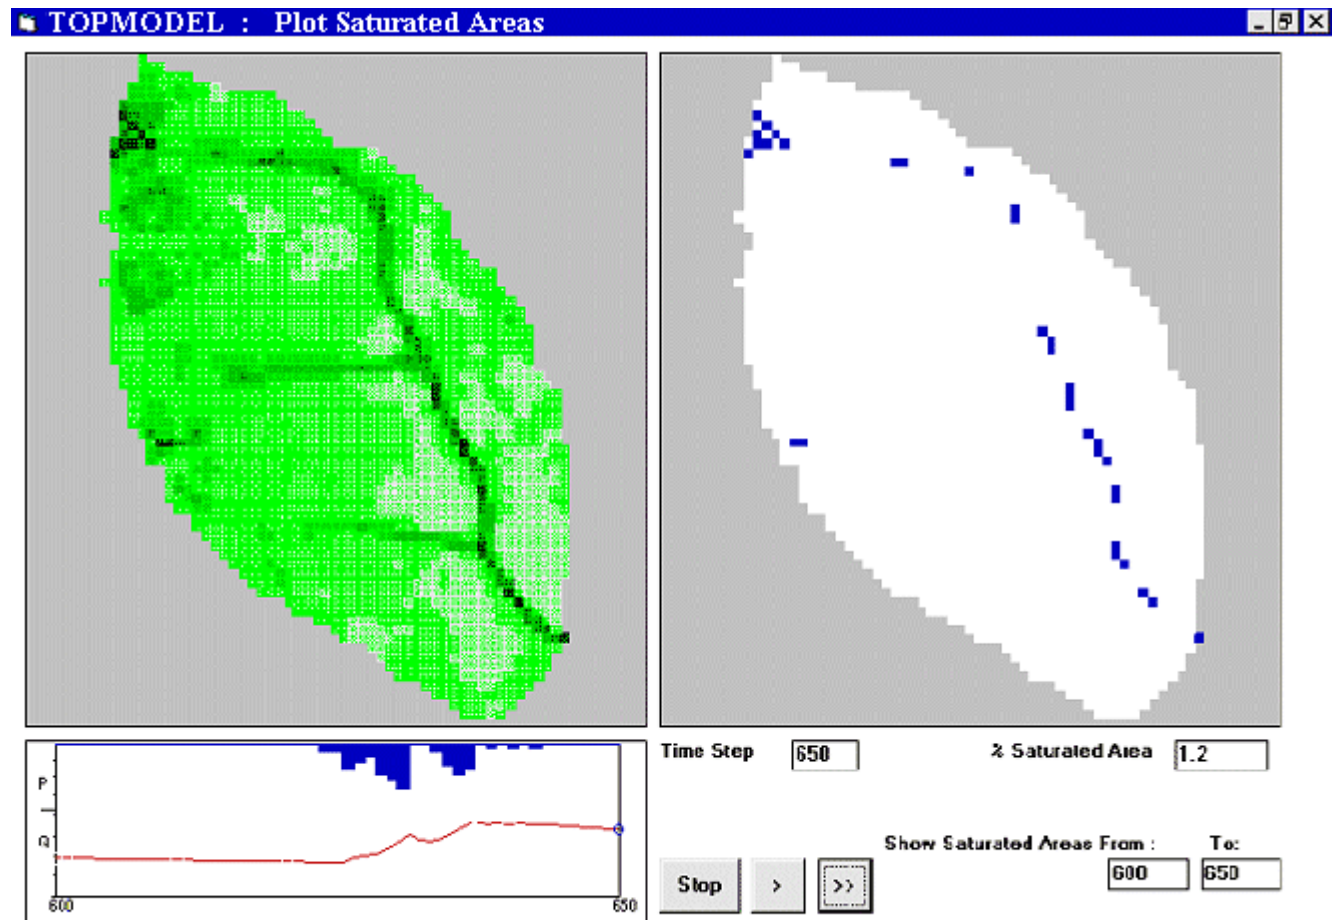 TOPMODEL : Plot Saturated Areas
P
Q
600 650
Time Step 650 % Saturated Area 1.2
Show Saturated Areas From : To:
Stop > >> 600 650